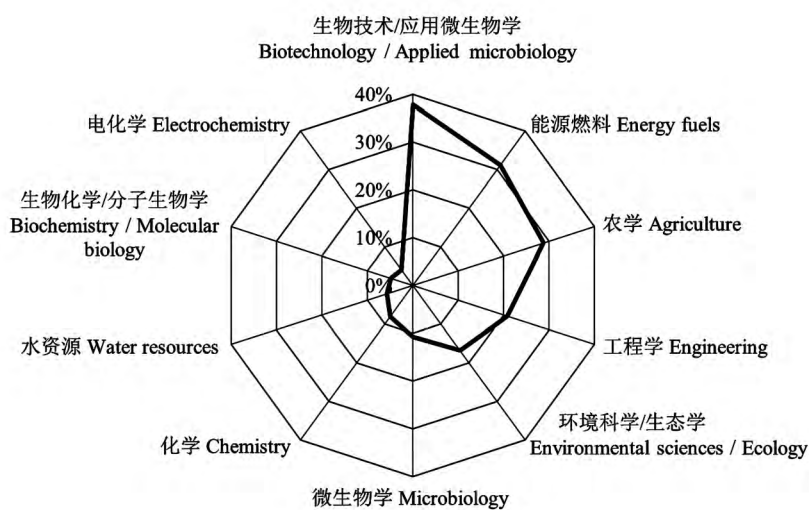 生物技术/应用微生物学
Biotechnology / Applied microbiology
40%
电化学 Electrochemistry
能源燃料 Energy fuels
30%
生物化学/分子生物学
Biochemistry / Molecular
biology
20%
农学 Agriculture
10%
0%
水资源 Water resources
工程学 Engineering
化学 Chemistry
环境科学/生态学
Environmental sciences / Ecology
微生物学 Microbiology